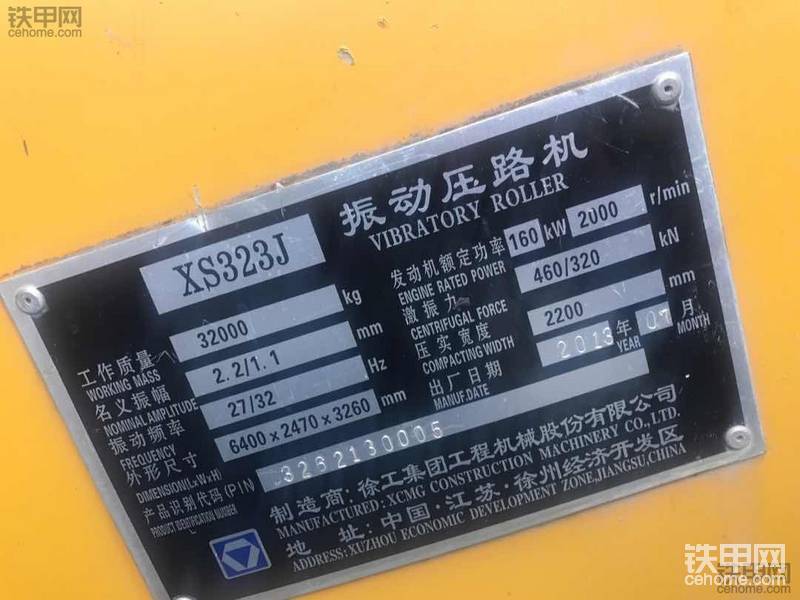 铁甲网
cehome.com
XS323J 振动压路机
VIBRATORY ROLLER
工作质量 32000 kg
WORKING MASS
名义振幅 2.2/1.1 mm
NOMINAL AMPLITUDE
振动频率 27/32 Hz
FREQUENCY
外形尺寸 6400×2470×3260 mm
DIMENSION(L×W×H)
发动机额定功率 160 kW 2000 r/min
ENGINE RATED POWER
激振力 460/320 kN
CENTRIFUGAL FORCE
压实宽度 2200 mm
COMPACTING WIDTH
出厂日期 2013 年 07 月
MANUF.DATE YEAR MONTH
产品识别代码(PIN
PRODUCT IDENTIFICATION NUMBER
制造商:徐工集团工程机械股份有限公司
MANUFACTURED: XCMG CONSTRUCTION MACHINERY CO., LTD.
地 址:中国·江苏·徐州经济开发区
ADDRESS: XUZHOU ECONOMIC DEVELOPMENT ZONE,JIANGSU,CHINA
铁甲网
cehome.com